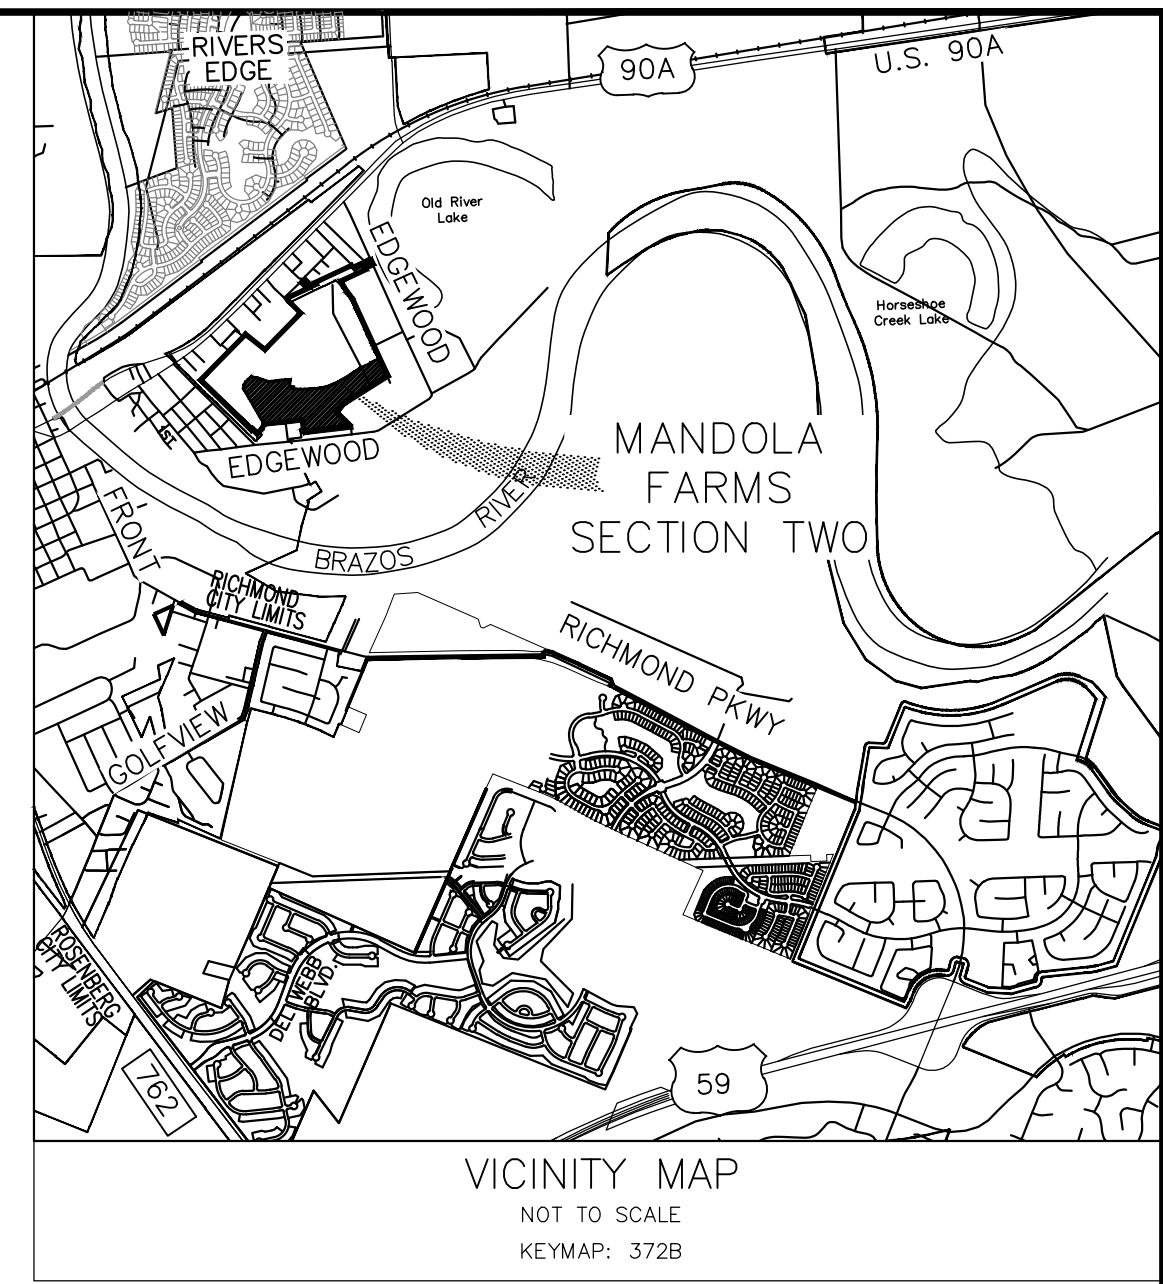 RIVERS
EDGE
90A
U.S. 90A
Old River
Lake
EDGEWOOD
Horseshoe
Creek Lake
1ST.
EDGEWOOD
MANDOLA
FARMS
SECTION TWO
FRONT
BRAZOS RIVER
RICHMOND
CITY LIMITS
RICHMOND PKWY
GOLFVIEW
ROSENBERG
CITY LIMITS
DEL WEBB
BLVD.
762
59
VICINITY MAP
NOT TO SCALE
KEYMAP: 372B